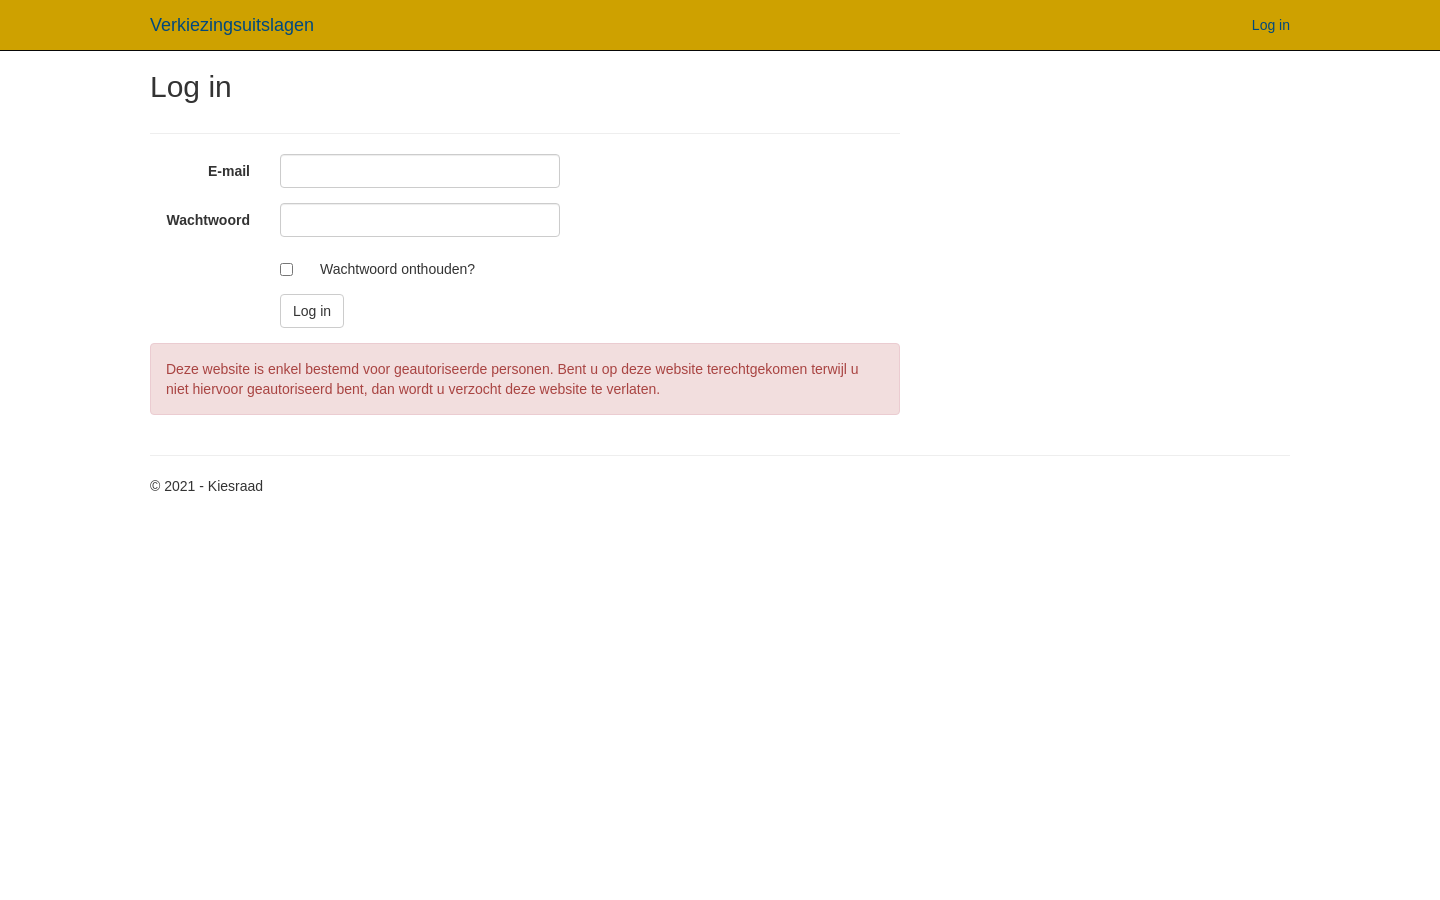 Verkiezingsuitslagen
Log in
Log in
E-mail
Wachtwoord
Wachtwoord onthouden?
Log in
Deze website is enkel bestemd voor geautoriseerde personen. Bent u op deze website terechtgekomen terwijl u
niet hiervoor geautoriseerd bent, dan wordt u verzocht deze website te verlaten.
© 2021 - Kiesraad